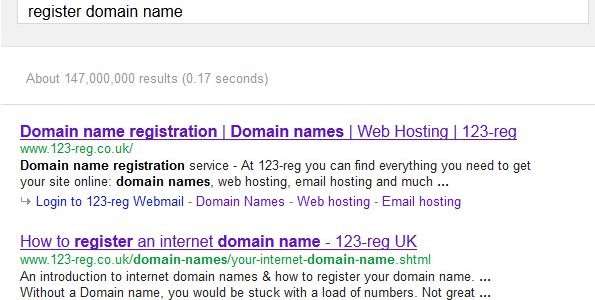 register domain name
About 147,000,000 results (0.17 seconds)
Domain name registration | Domain names | Web Hosting | 123-reg
www.123-reg.co.uk/
Domain name registration service - At 123-reg you can find everything you need to get
your site online: domain names, web hosting, email hosting and much ...
↳ Login to 123-reg Webmail - Domain Names - Web hosting - Email hosting
How to register an internet domain name - 123-reg UK
www.123-reg.co.uk/domain-names/your-internet-domain-name.shtml
An introduction to internet domain names & how to register your domain name. ...
Without a Domain name, you would be stuck with a load of numbers. Not great ...